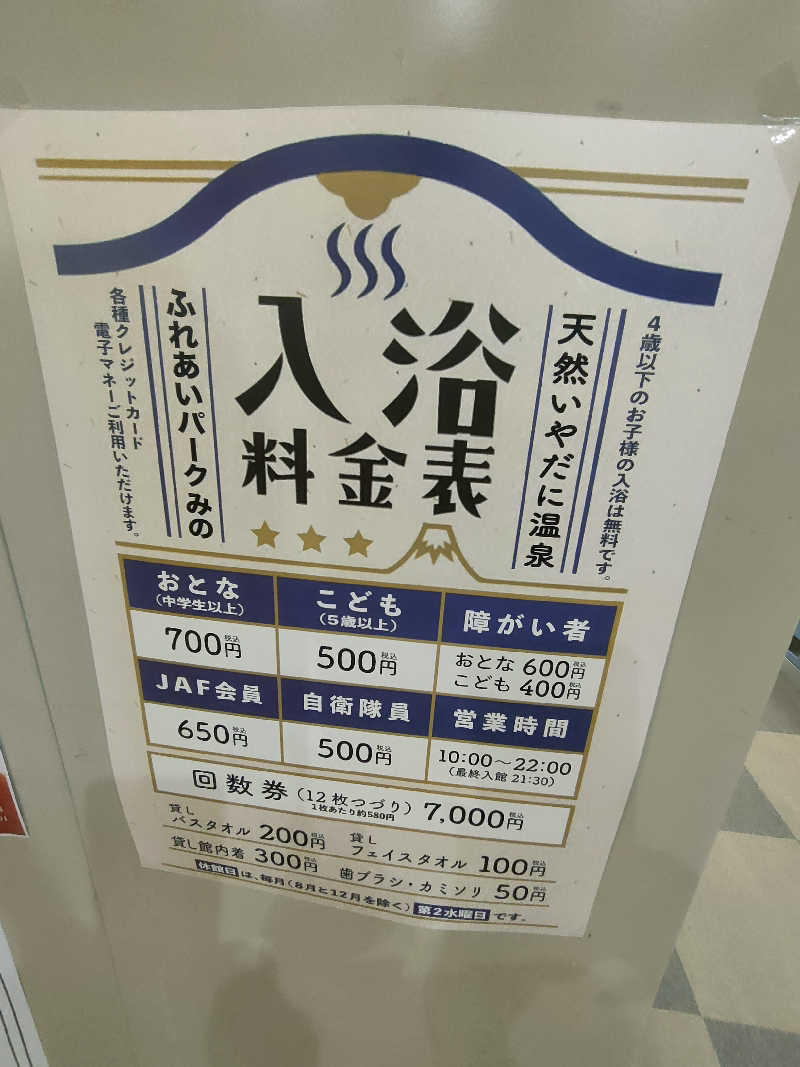 4歳以下のお子様の入浴は無料です。
天然いやだに温泉
入浴
料金表
ふれあいパークみの
各種クレジットカード
電子マネーご利用いただけます。
おとな
(中学生以上)
700円 税込
こども
(5歳以上)
500円 税込
障がい者
おとな 600円 税込
こども 400円 税込
JAF会員
650円 税込
自衛隊員
500円 税込
営業時間
10:00～22:00
(最終入館 21:30)
回数券 (12枚つづり) 7,000円 税込
1枚あたり約580円
貸し
バスタオル 200円 税込
貸し
フェイスタオル 100円 税込
貸し館内着 300円 税込
歯ブラシ・カミソリ 50円 税込
休館日は、毎月(8月と12月を除く) 第2水曜日です。